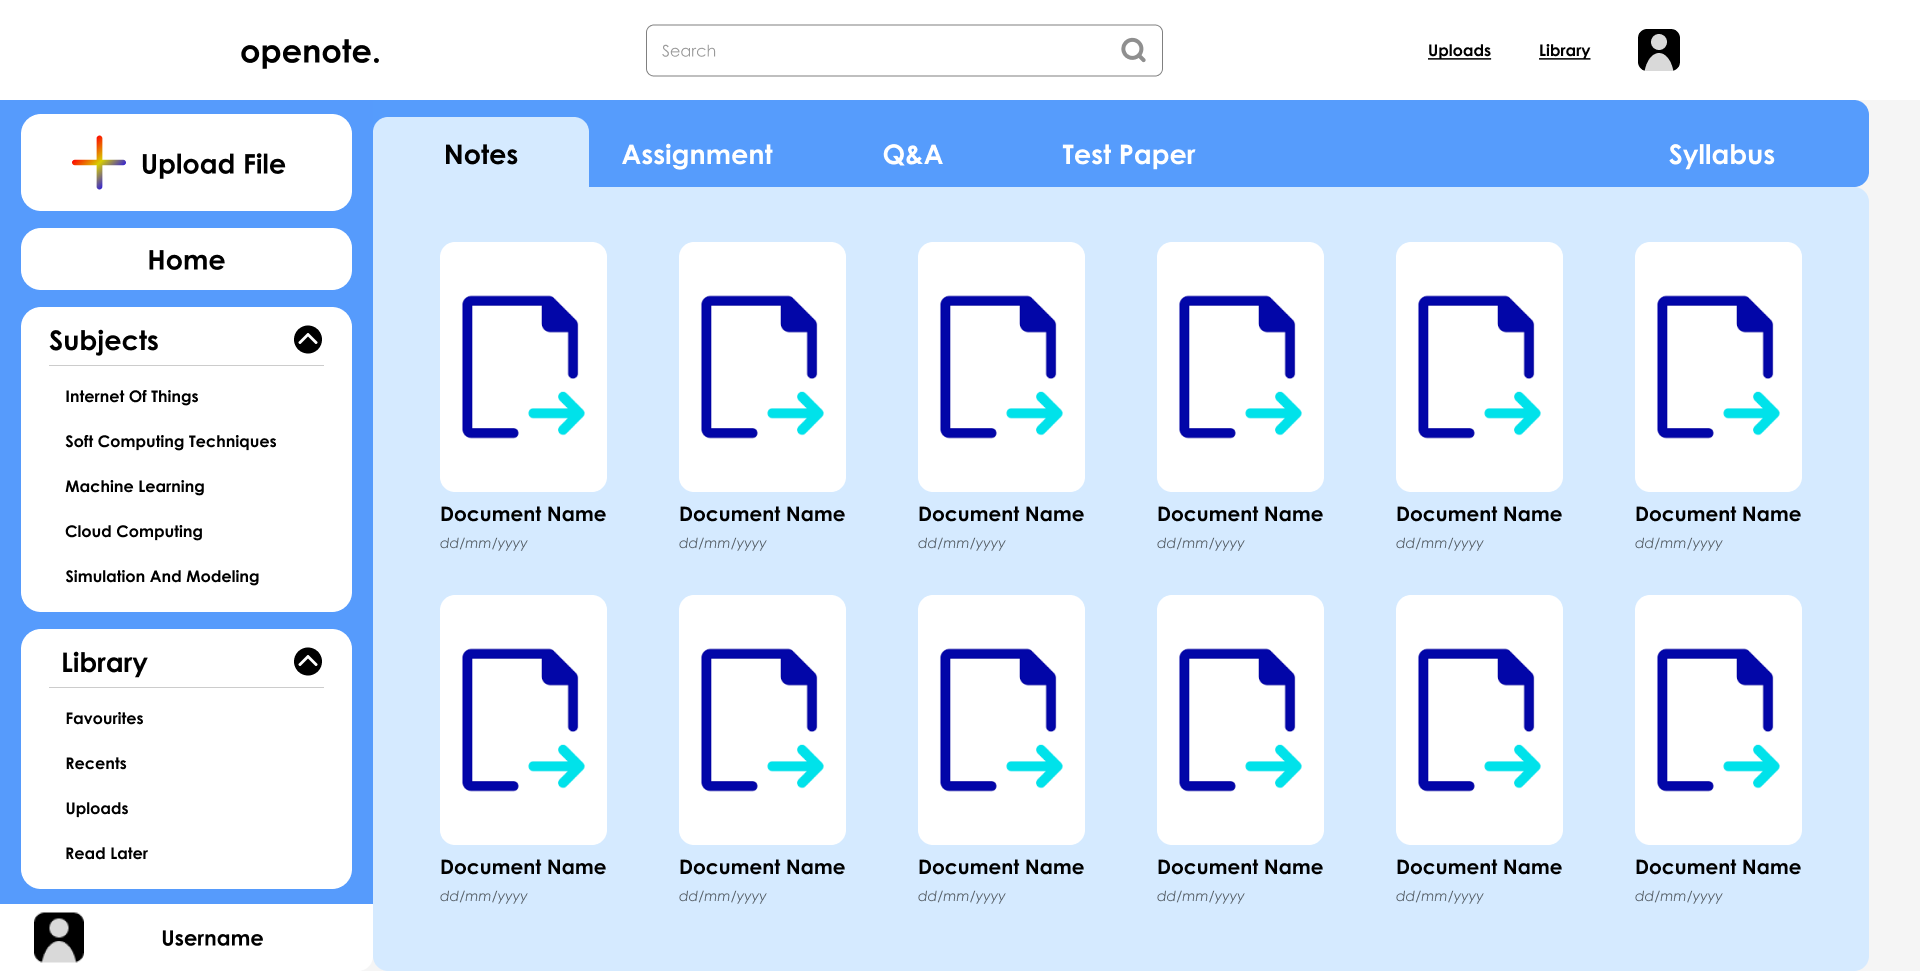 openote.
Search
Uploads
Library
Upload File
Home
Subjects
Internet Of Things
Soft Computing Techniques
Machine Learning
Cloud Computing
Simulation And Modeling
Library
Favourites
Recents
Uploads
Read Later
Username
Notes
Assignment
Q&A
Test Paper
Syllabus
Document Name
dd/mm/yyyy
Document Name
dd/mm/yyyy
Document Name
dd/mm/yyyy
Document Name
dd/mm/yyyy
Document Name
dd/mm/yyyy
Document Name
dd/mm/yyyy
Document Name
dd/mm/yyyy
Document Name
dd/mm/yyyy
Document Name
dd/mm/yyyy
Document Name
dd/mm/yyyy
Document Name
dd/mm/yyyy
Document Name
dd/mm/yyyy